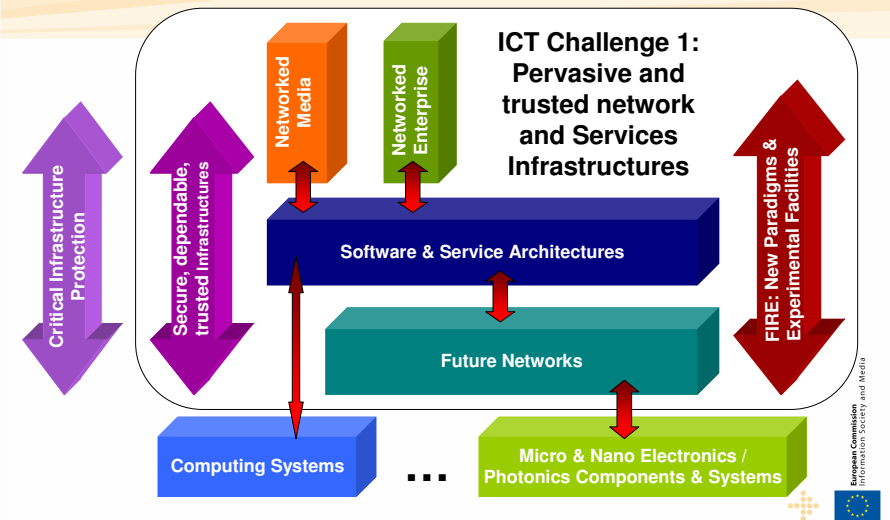 ICT Challenge 1:
Pervasive and
trusted network
and Services
Infrastructures
Networked
Media
Networked
Enterprise
Critical Infrastructure
Protection
Secure, dependable,
trusted Infrastructures
FIRE: New Paradigms &
Experimental Facilities
Software & Service Architectures
Future Networks
Computing Systems
...
Micro & Nano Electronics /
Photonics Components & Systems
European Commission
Information Society and Media